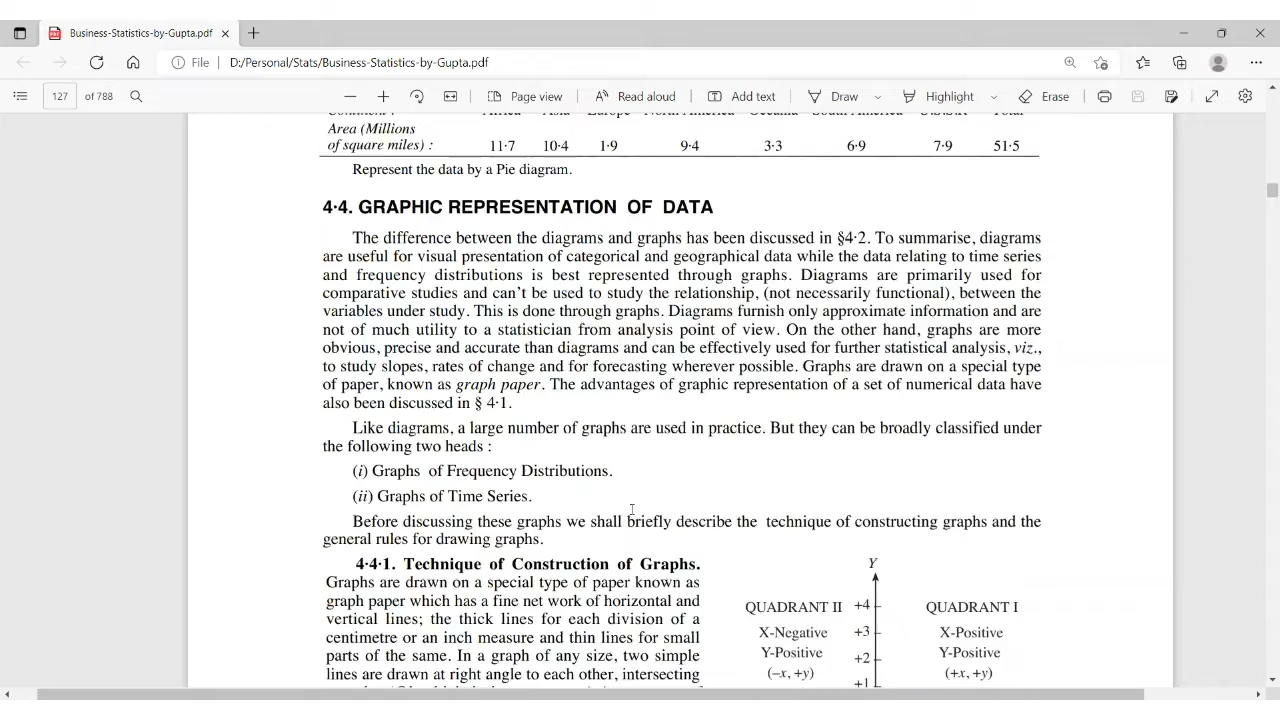 Business-Statistics-by-Gupta.pdf
File | D:/Personal/Stats/Business-Statistics-by-Gupta.pdf
127 of 788 Page view Read aloud Add text Draw Highlight Erase
Area (Millions
of square miles) : 11·7 10·4 1·9 9·4 3·3 6·9 7·9 51·5
Represent the data by a Pie diagram.
4·4. GRAPHIC REPRESENTATION OF DATA
The difference between the diagrams and graphs has been discussed in §4·2. To summarise, diagrams
are useful for visual presentation of categorical and geographical data while the data relating to time series
and frequency distributions is best represented through graphs. Diagrams are primarily used for
comparative studies and can't be used to study the relationship, (not necessarily functional), between the
variables under study. This is done through graphs. Diagrams furnish only approximate information and are
not of much utility to a statistician from analysis point of view. On the other hand, graphs are more
obvious, precise and accurate than diagrams and can be effectively used for further statistical analysis, viz.,
to study slopes, rates of change and for forecasting wherever possible. Graphs are drawn on a special type
of paper, known as graph paper. The advantages of graphic representation of a set of numerical data have
also been discussed in § 4·1.
Like diagrams, a large number of graphs are used in practice. But they can be broadly classified under
the following two heads :
(i) Graphs of Frequency Distributions.
(ii) Graphs of Time Series.
Before discussing these graphs we shall briefly describe the technique of constructing graphs and the
general rules for drawing graphs.
4·4·1. Technique of Construction of Graphs.
Graphs are drawn on a special type of paper known as
graph paper which has a fine net work of horizontal and
vertical lines; the thick lines for each division of a
centimetre or an inch measure and thin lines for small
parts of the same. In a graph of any size, two simple
lines are drawn at right angle to each other, intersecting
Y
QUADRANT II +4 QUADRANT I
X-Negative +3 X-Positive
Y-Positive Y-Positive
+2
(–x, +y) (+x, +y)
+1